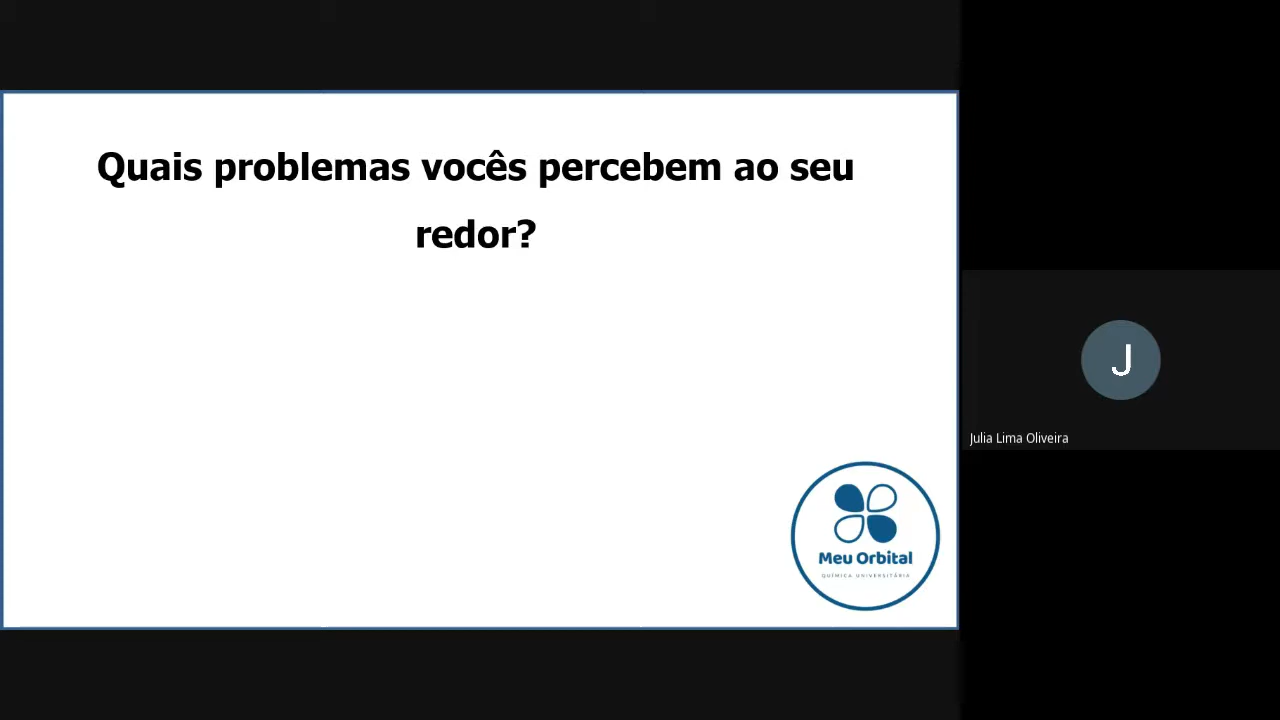 Quais problemas vocês percebem ao seu
redor?
J
Julia Lima Oliveira
Meu Orbital
QUÍMICA UNIVERSITÁRIA